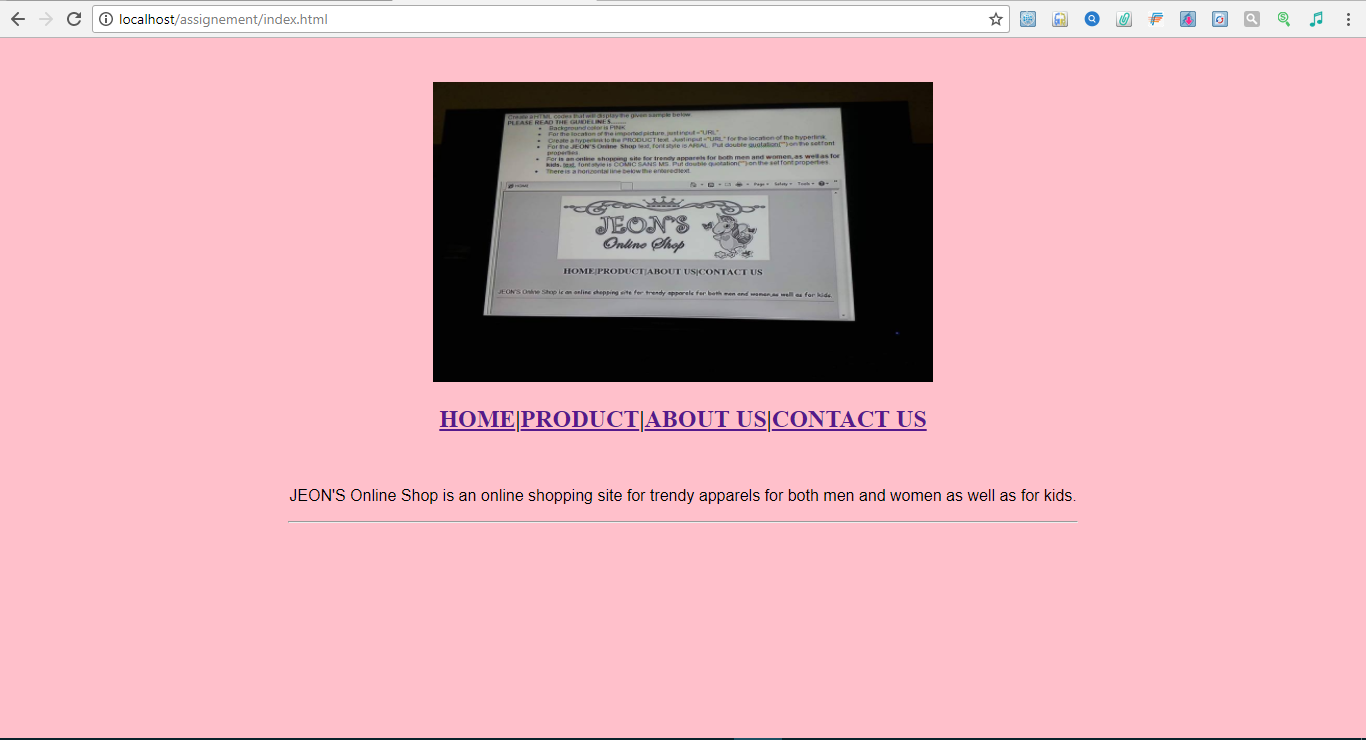 localhost/assignement/index.html
Create a HTML codes that will display the given sample below.
PLEASE READ THE GUIDELINES........
Background color is PINK
For the location of the imported picture, just input ="URL"
Create a hyperlink to the PRODUCT text. Just input ="URL" for the location of the hyperlink.
For the JEON'S Online Shop text, font style is ARIAL. Put double quotation("") on the set font
properties.
For is an online shopping site for trendy apparels for both men and women, as well as for
kids. text, font style is COMIC SANS MS. Put double quotation("") on the set font properties.
There is a horizontal line below the entered text
HOME
Page Safety Tools
JEON'S
Online Shop
HOME|PRODUCT|ABOUT US|CONTACT US
JEON'S Online Shop is an online shopping site for trendy apparels for both men and women,as well as for kids.
HOME|PRODUCT|ABOUT US|CONTACT US
JEON'S Online Shop is an online shopping site for trendy apparels for both men and women as well as for kids.